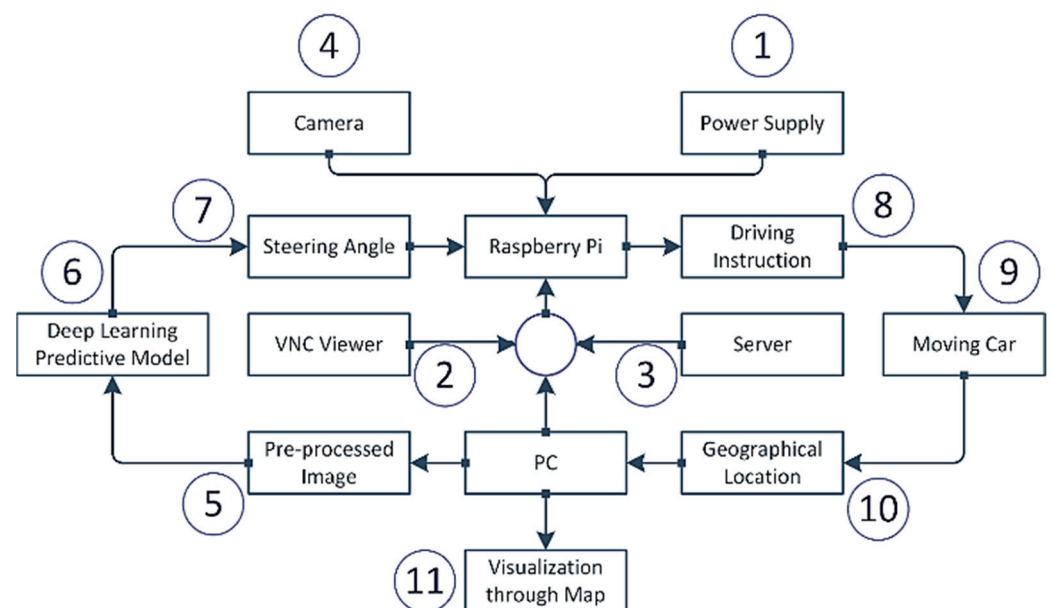 4
1
Camera
Power Supply
7
8
Steering Angle
Raspberry Pi
Driving
Instruction
6
9
Deep Learning
Predictive Model
VNC Viewer
2
3
Server
Moving Car
Pre-processed
Image
PC
Geographical
Location
5
10
11
Visualization
through Map